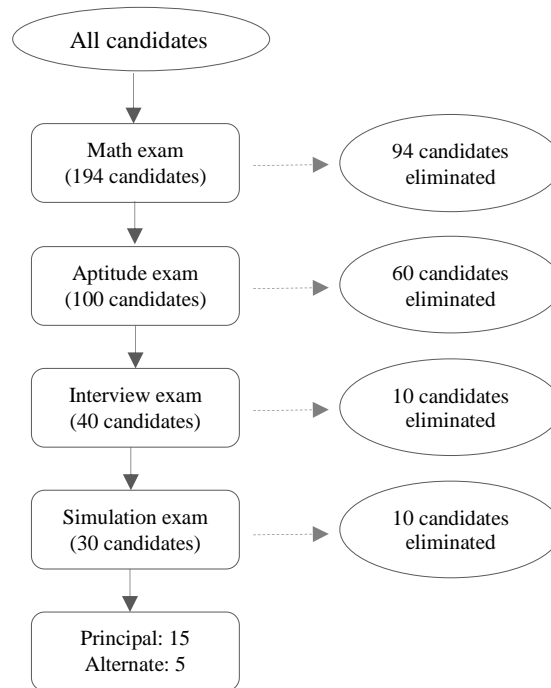 All candidates
Math exam
(194 candidates)
94 candidates
eliminated
Aptitude exam
(100 candidates)
60 candidates
eliminated
Interview exam
(40 candidates)
10 candidates
eliminated
Simulation exam
(30 candidates)
10 candidates
eliminated
Principal: 15
Alternate: 5